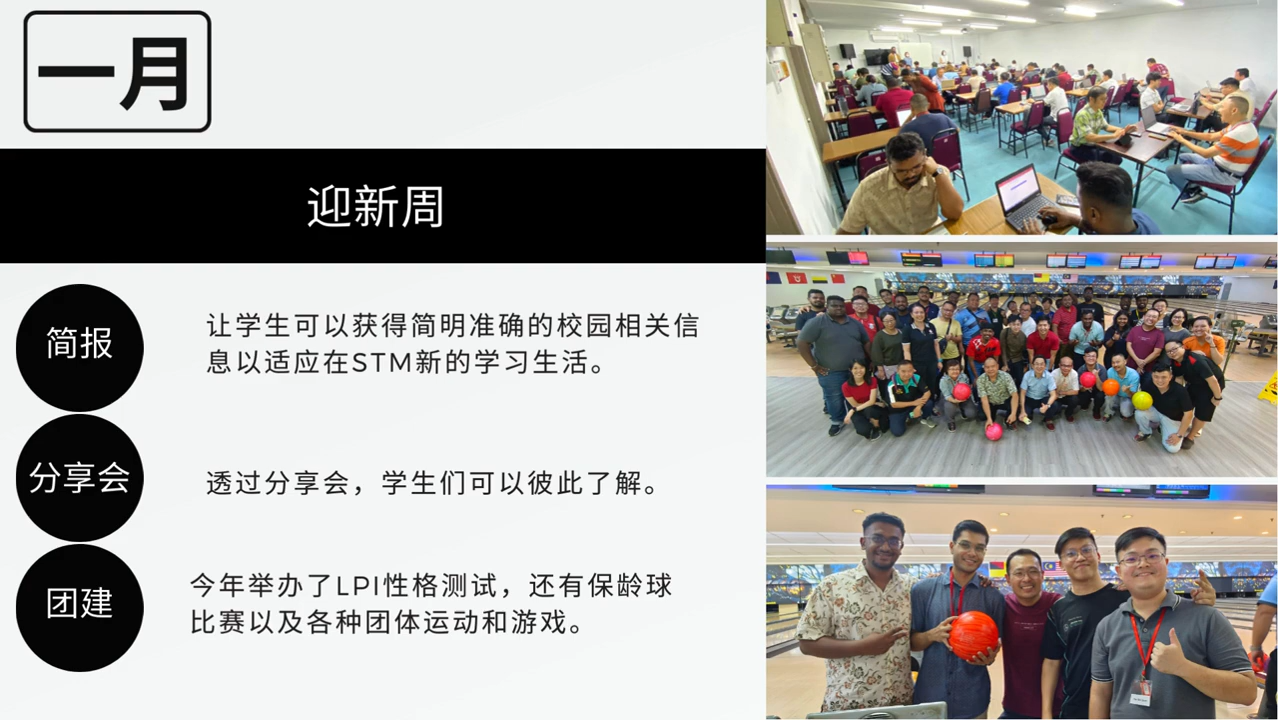 一月
迎新周
简报
让学生可以获得简明准确的校园相关信
息以适应在STM新的学习生活。
分享会
透过分享会，学生们可以彼此了解。
团建
今年举办了LPI性格测试，还有保龄球
比赛以及各种团体运动和游戏。